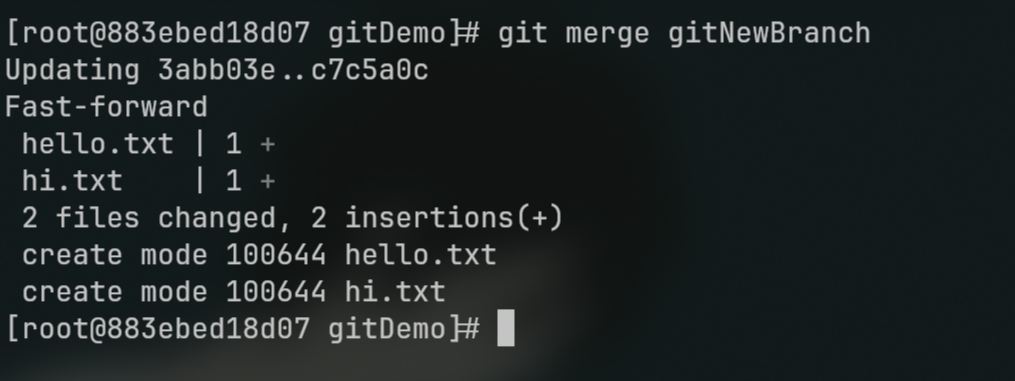 [root@883ebed18d07 gitDemo]# git merge gitNewBranch
Updating 3abb03e..c7c5a0c
Fast-forward
 hello.txt | 1 +
 hi.txt    | 1 +
 2 files changed, 2 insertions(+)
 create mode 100644 hello.txt
 create mode 100644 hi.txt
[root@883ebed18d07 gitDemo]#